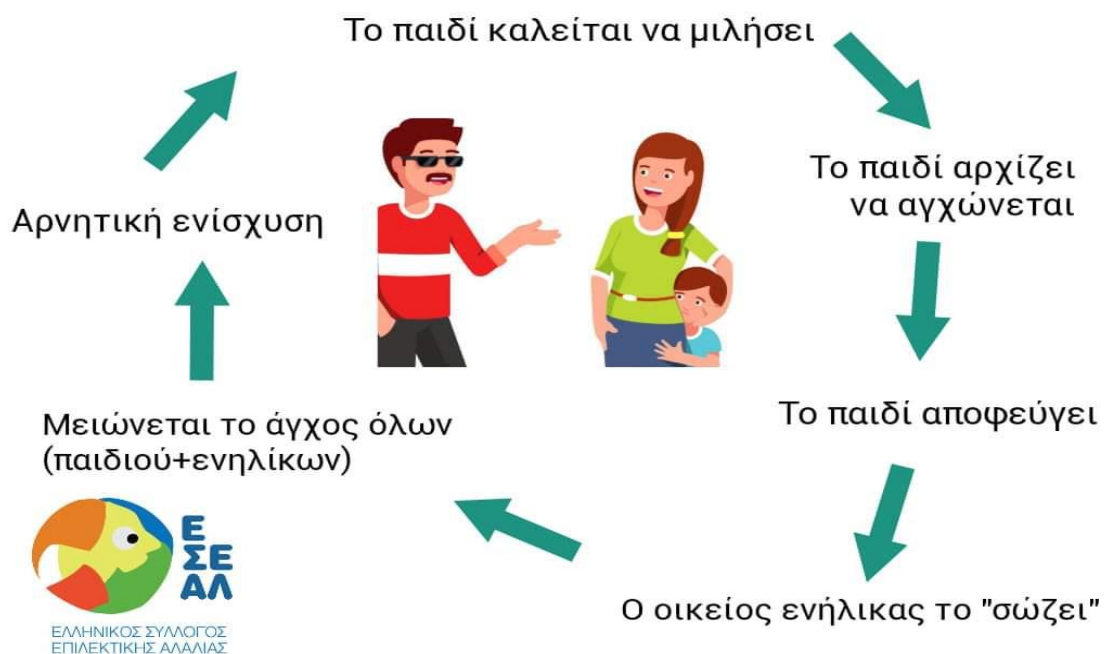 Το παιδί καλείται να μιλήσει
Το παιδί αρχίζει
να αγχώνεται
Το παιδί αποφεύγει
Ο οικείος ενήλικας το "σώζει"
Μειώνεται το άγχος όλων
(παιδιού+ενηλίκων)
Αρνητική ενίσχυση
Ε
ΣΕ
ΑΛ
ΕΛΛΗΝΙΚΟΣ ΣΥΛΛΟΓΟΣ
ΕΠΙΛΕΚΤΙΚΗΣ ΑΛΑΛΙΑΣ